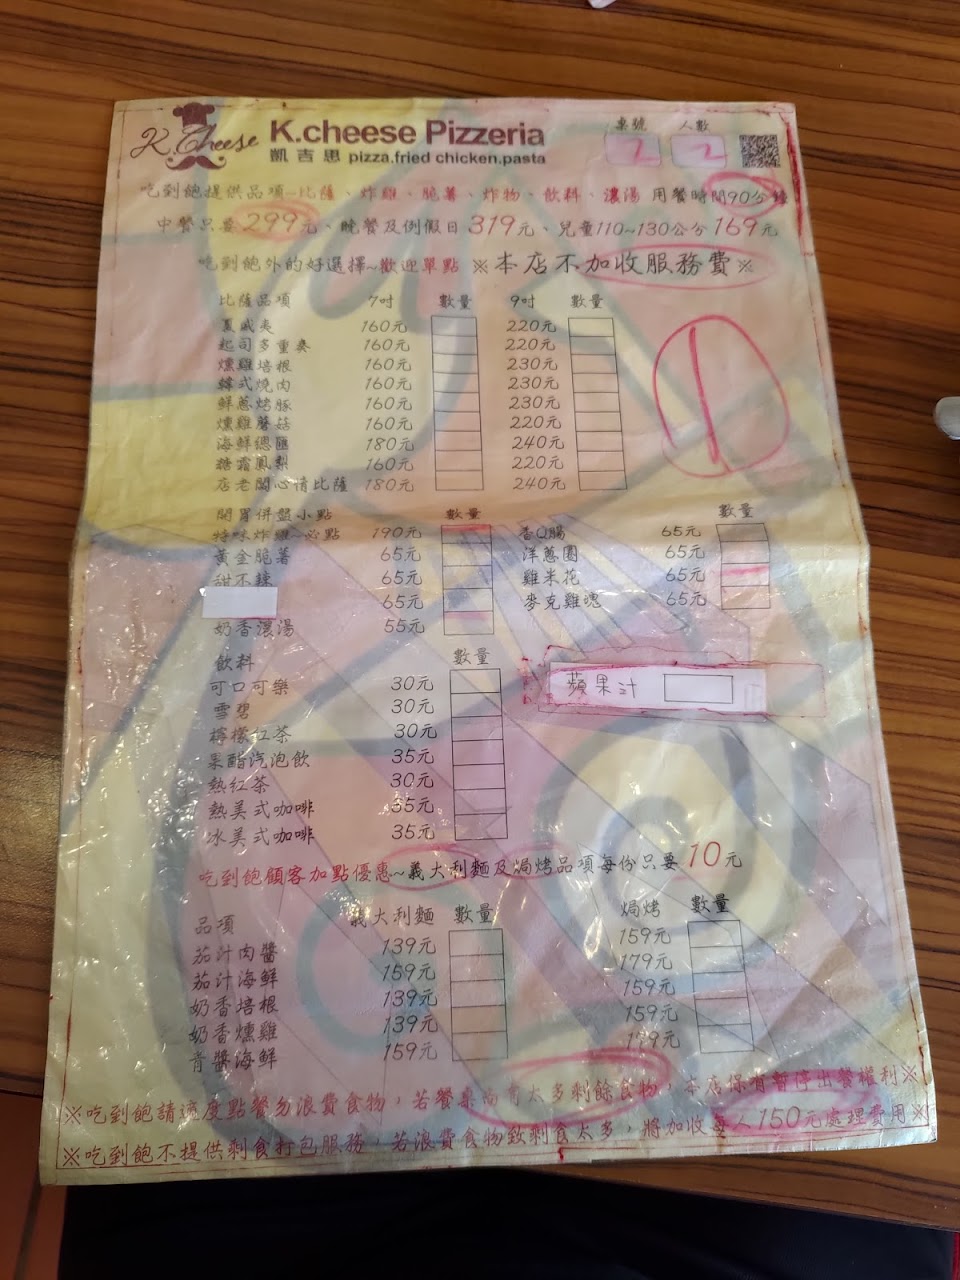 K.Cheese K.cheese Pizzeria
凱吉思 pizza.fried chicken.pasta
桌號 人數
2 2
吃到飽提供品項~比薩、炸雞、脆薯、炸物、飲料、濃湯 用餐時間90分鐘
中餐只要299元、晚餐及例假日319元、兒童110~130公分169元
吃到飽外的好選擇~歡迎單點 ※本店不加收服務費※
比薩品項 7吋 數量 9吋 數量
夏威夷 160元 220元
起司多重奏 160元 220元
燻雞培根 160元 230元
韓式燒肉 160元 230元
鮮蔥烤豚 160元 230元
燻雞蘑菇 160元 220元
海鮮總匯 180元 240元
糖霜鳳梨 160元 220元
店老闆心情比薩 180元 240元
開胃併盤小點 數量 數量
特味炸雞~必點 190元 香Q腸 65元
黃金脆薯 65元 洋蔥圈 65元
甜不辣 65元 雞米花 65元
65元 麥克雞塊 65元
奶香濃湯 55元
飲料 數量
可口可樂 30元 蘋果汁
雪碧 30元
檸檬紅茶 30元
果醋汽泡飲 35元
熱紅茶 30元
熱美式咖啡 35元
冰美式咖啡 35元
吃到飽顧客加點優惠~義大利麵及焗烤品項每份只要10元
品項 義大利麵 數量 焗烤 數量
茄汁肉醬 139元 159元
茄汁海鮮 159元 179元
奶香培根 139元 159元
奶香燻雞 139元 159元
青醬海鮮 159元 179元
※吃到飽請適度點餐勿浪費食物，若餐桌尚有太多剩餘食物，本店保有暫停出餐權利※
※吃到飽不提供剩食打包服務，若浪費食物致剩食太多，將加收每人150元處理費用※